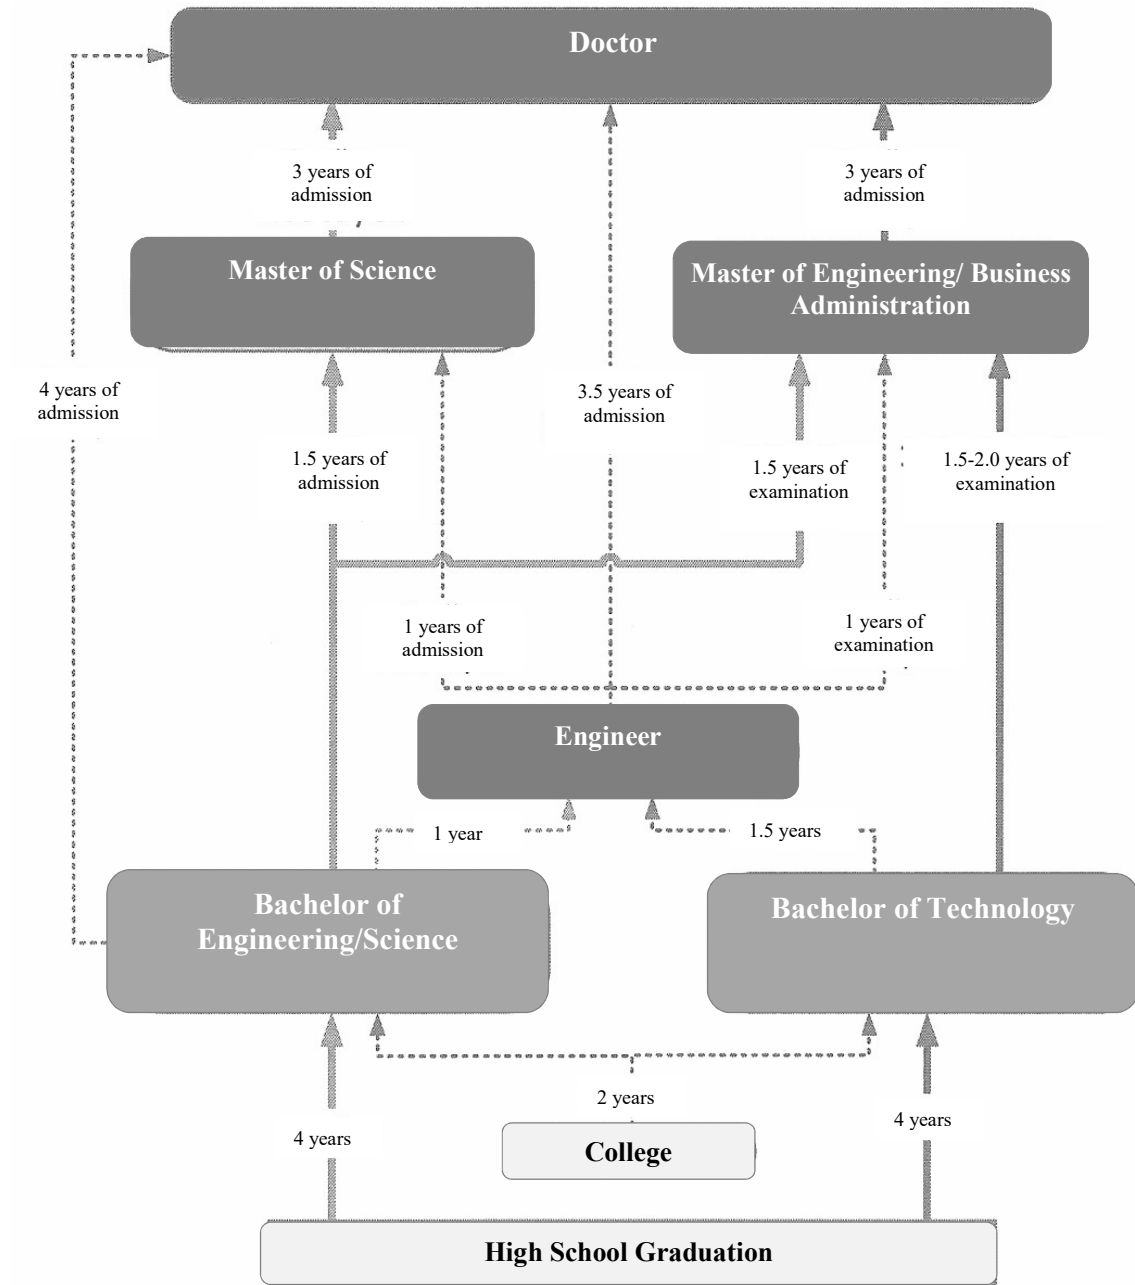 Doctor
3 years of
admission
3 years of
admission
Master of Science
Master of Engineering/ Business
Administration
4 years of
admission
3.5 years of
admission
1.5 years of
admission
1.5 years of
examination
1.5-2.0 years of
examination
1 years of
admission
1 years of
examination
Engineer
1 year
1.5 years
Bachelor of
Engineering/Science
Bachelor of Technology
2 years
4 years
4 years
College
High School Graduation